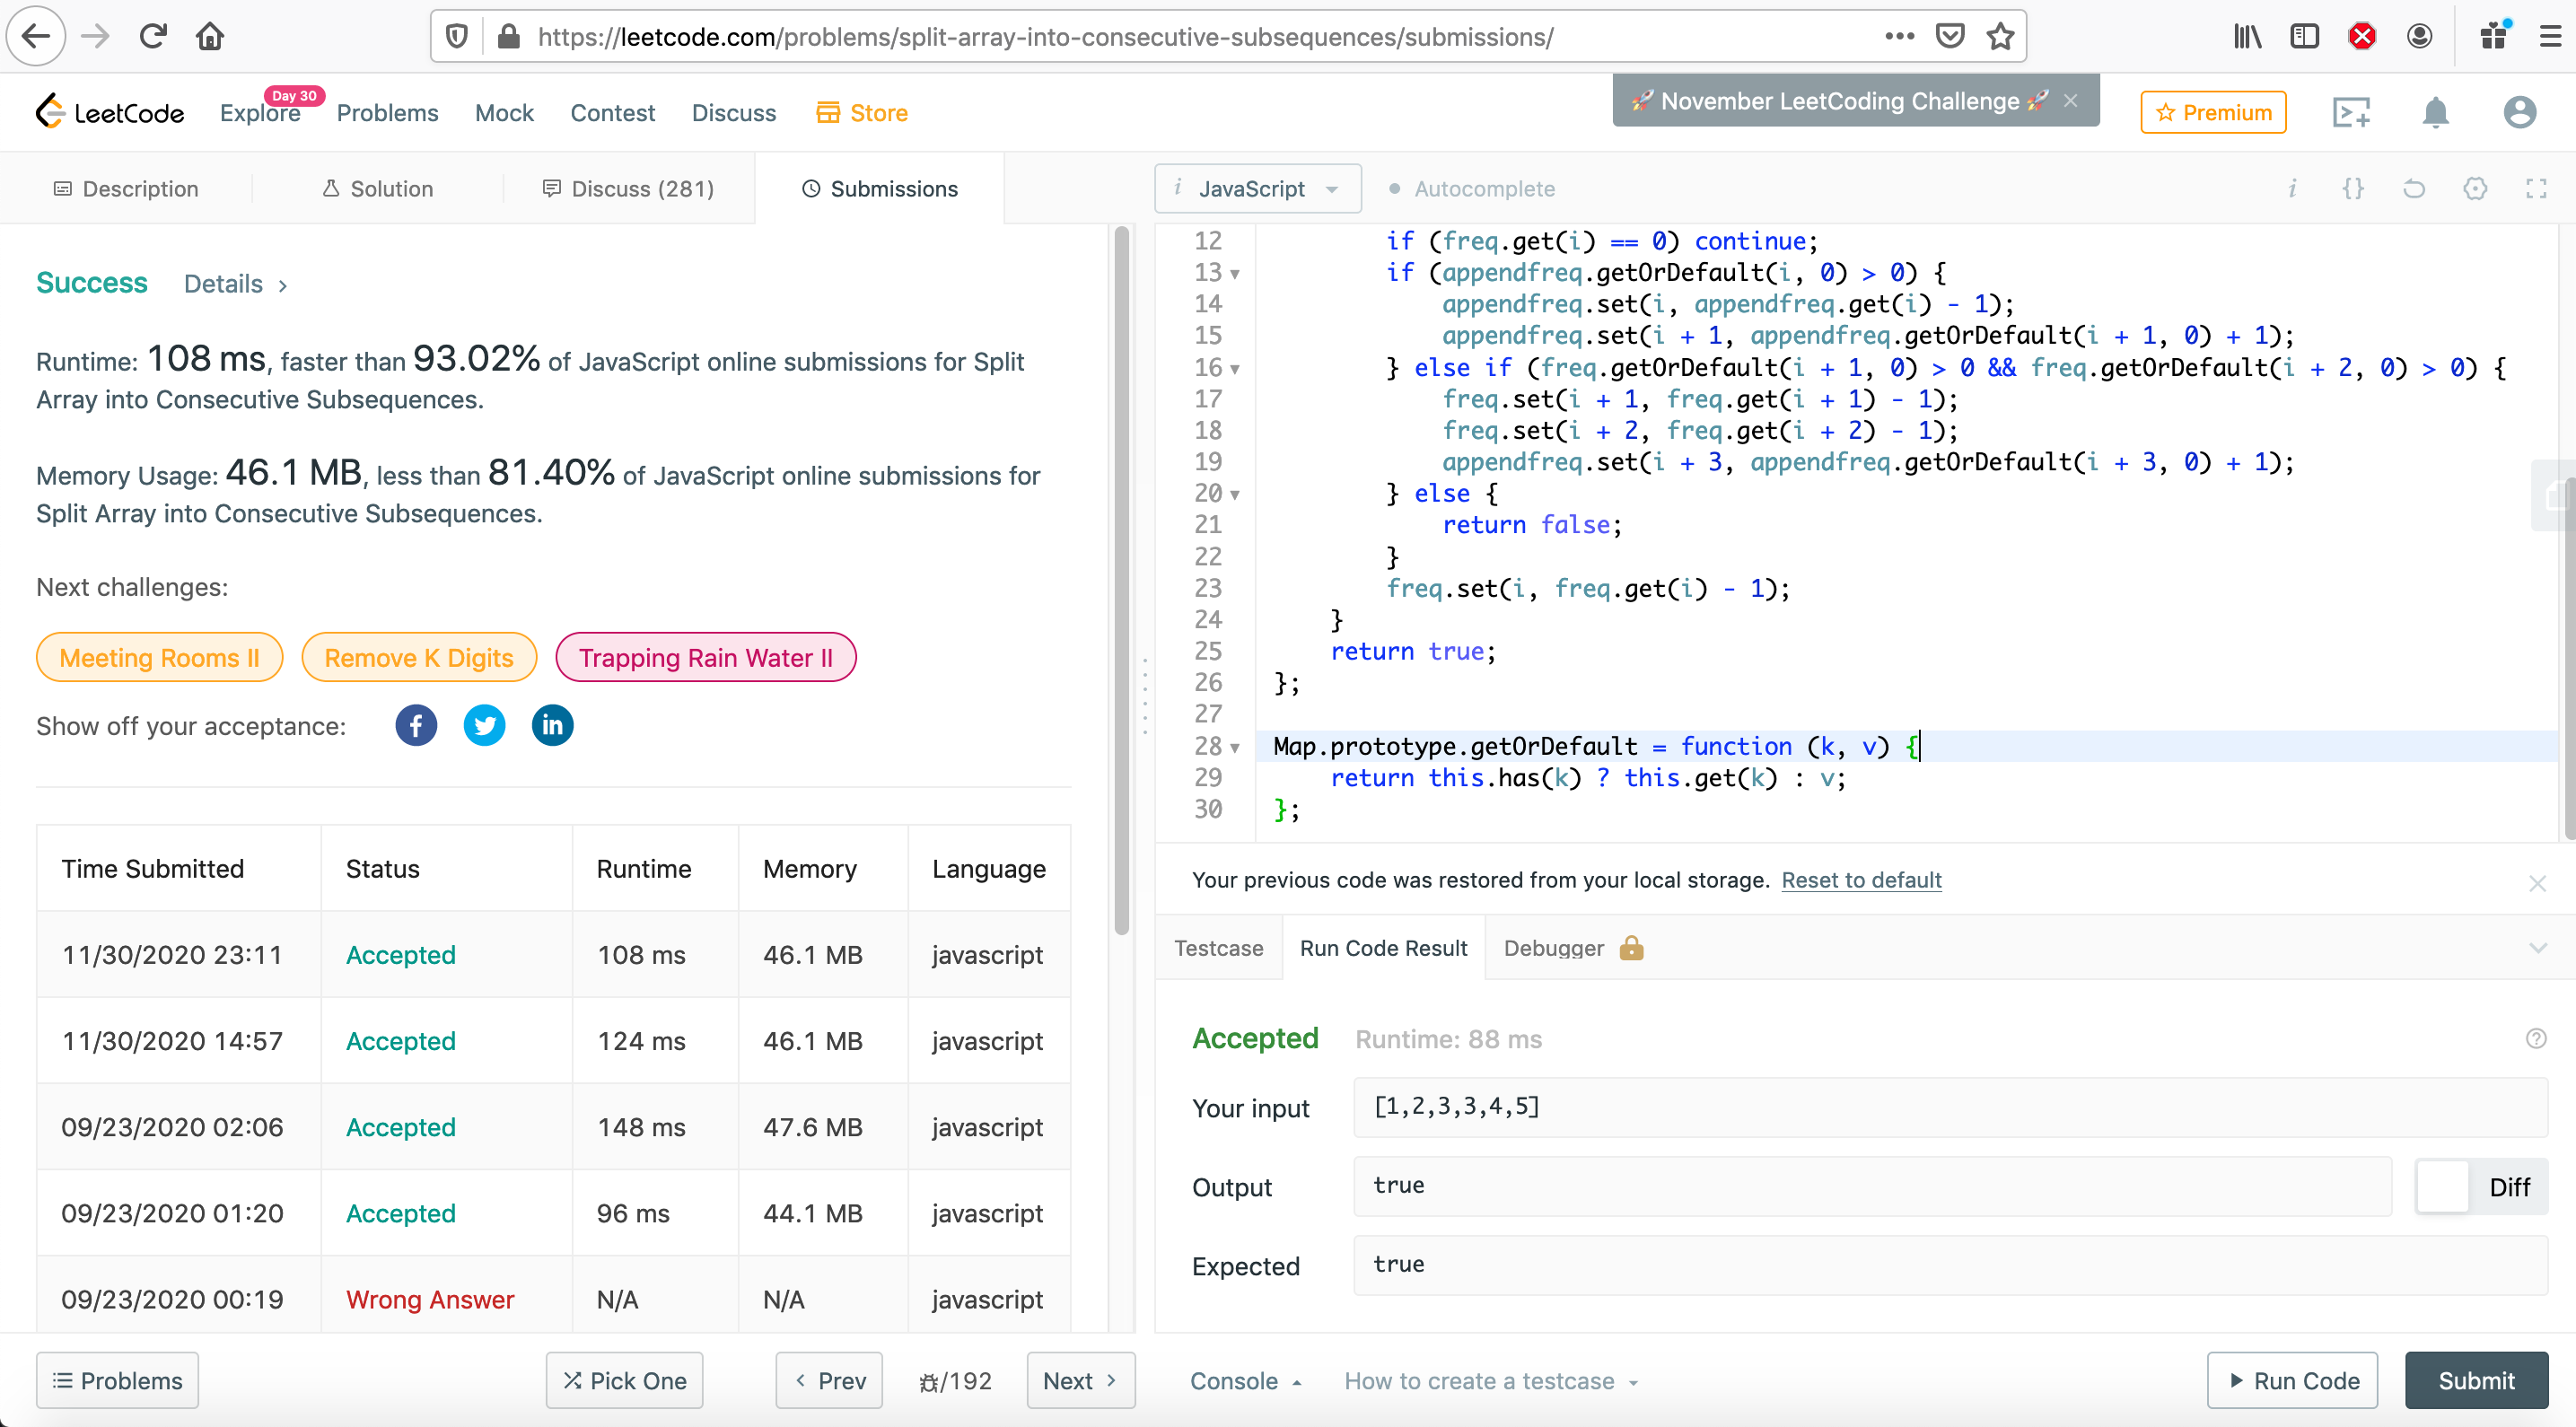 https://leetcode.com/problems/split-array-into-consecutive-subsequences/submissions/
LeetCode
Explore
Day 30
Problems
Mock
Contest
Discuss
Store
🚀 November LeetCoding Challenge 🚀
Premium
Description
Solution
Discuss (281)
Submissions
Success
Details
Runtime: 108 ms, faster than 93.02% of JavaScript online submissions for Split
Array into Consecutive Subsequences.
Memory Usage: 46.1 MB, less than 81.40% of JavaScript online submissions for
Split Array into Consecutive Subsequences.
Next challenges:
Meeting Rooms II
Remove K Digits
Trapping Rain Water II
Show off your acceptance:
Time Submitted Status Runtime Memory Language
11/30/2020 23:11 Accepted 108 ms 46.1 MB javascript
11/30/2020 14:57 Accepted 124 ms 46.1 MB javascript
09/23/2020 02:06 Accepted 148 ms 47.6 MB javascript
09/23/2020 01:20 Accepted 96 ms 44.1 MB javascript
09/23/2020 00:19 Wrong Answer N/A N/A javascript
Problems
Pick One
Prev
/192
Next
i JavaScript
Autocomplete
12 if (freq.get(i) == 0) continue;
13 if (appendfreq.getOrDefault(i, 0) > 0) {
14 appendfreq.set(i, appendfreq.get(i) - 1);
15 appendfreq.set(i + 1, appendfreq.getOrDefault(i + 1, 0) + 1);
16 } else if (freq.getOrDefault(i + 1, 0) > 0 && freq.getOrDefault(i + 2, 0) > 0) {
17 freq.set(i + 1, freq.get(i + 1) - 1);
18 freq.set(i + 2, freq.get(i + 2) - 1);
19 appendfreq.set(i + 3, appendfreq.getOrDefault(i + 3, 0) + 1);
20 } else {
21 return false;
22 }
23 freq.set(i, freq.get(i) - 1);
24 }
25 return true;
26 };
27
28 Map.prototype.getOrDefault = function (k, v) {
29 return this.has(k) ? this.get(k) : v;
30 };
Your previous code was restored from your local storage. Reset to default
Testcase
Run Code Result
Debugger
Accepted
Runtime: 88 ms
Your input
[1,2,3,3,4,5]
Output
true
Diff
Expected
true
Console
How to create a testcase
Run Code
Submit